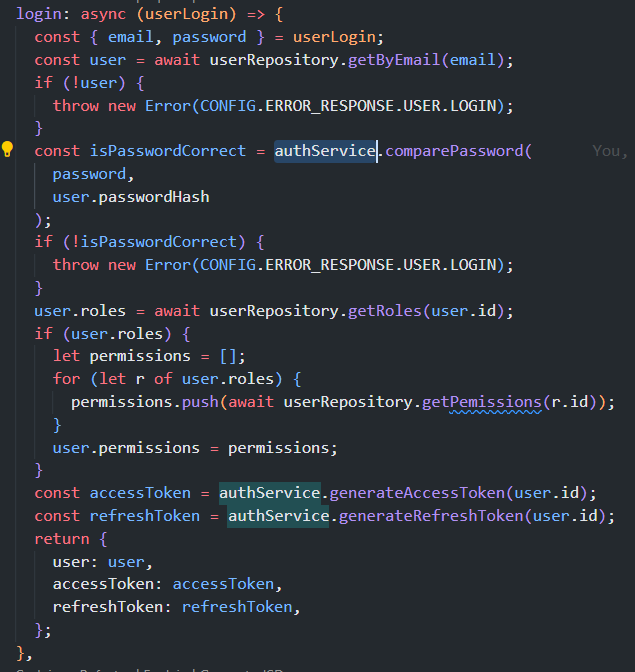 login: async (userLogin) => {
const { email, password } = userLogin;
const user = await userRepository.getByEmail(email);
if (!user) {
throw new Error(CONFIG.ERROR_RESPONSE.USER.LOGIN);
}
const isPasswordCorrect = authService.comparePassword( You,
password,
user.passwordHash
);
if (!isPasswordCorrect) {
throw new Error(CONFIG.ERROR_RESPONSE.USER.LOGIN);
}
user.roles = await userRepository.getRoles(user.id);
if (user.roles) {
let permissions = [];
for (let r of user.roles) {
permissions.push(await userRepository.getPemissions(r.id));
}
user.permissions = permissions;
}
const accessToken = authService.generateAccessToken(user.id);
const refreshToken = authService.generateRefreshToken(user.id);
return {
user: user,
accessToken: accessToken,
refreshToken: refreshToken,
};
},